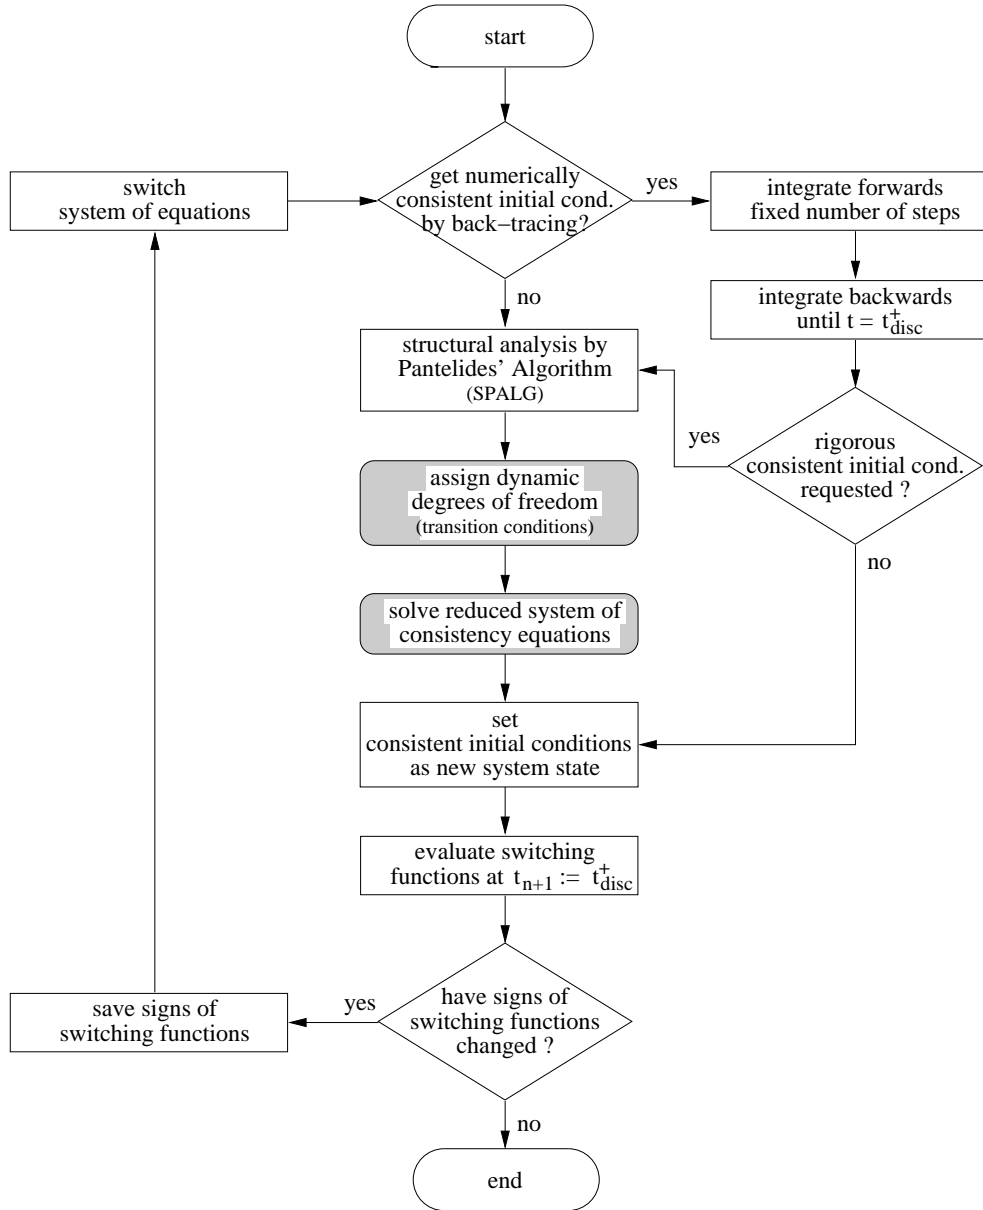 start
get numerically
consistent initial cond.
by back−tracing?
yes
no
switch
system of equations
integrate forwards
fixed number of steps
integrate backwards
until t = t+disc
structural analysis by
Pantelides' Algorithm
(SPALG)
yes
rigorous
consistent initial cond.
requested ?
no
assign dynamic
degrees of freedom
(transition conditions)
solve reduced system of
consistency equations
set
consistent initial conditions
as new system state
evaluate switching
functions at tn+1 := t+disc
have signs of
switching functions
changed ?
yes
no
save signs of
switching functions
end